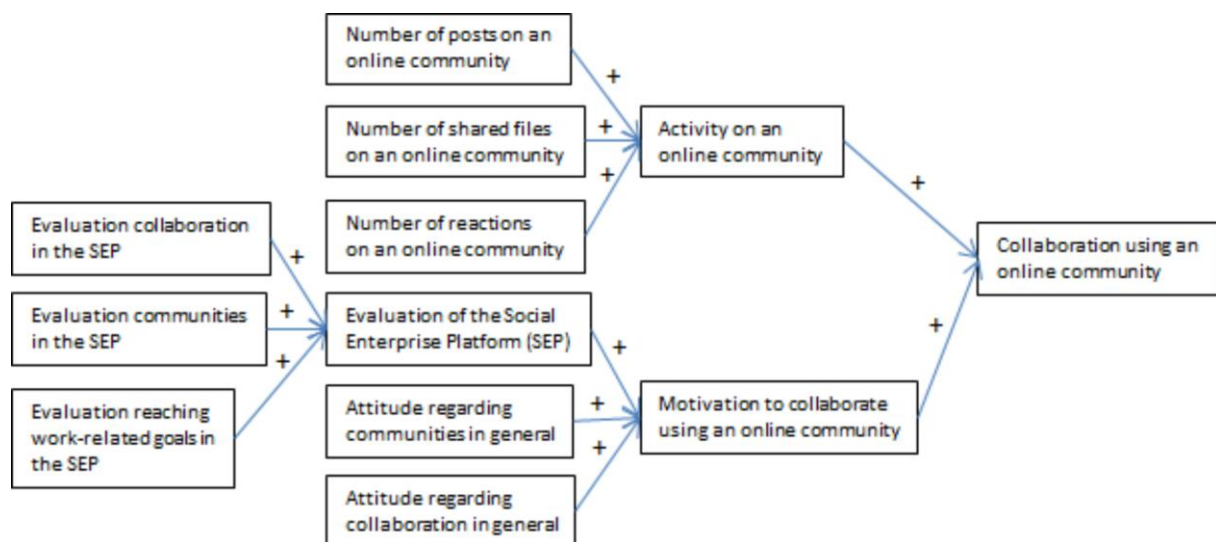 Number of posts on an
online community
+
Number of shared files
on an online community
+
Activity on an
online community
+
Number of reactions
on an online community
+
Evaluation collaboration
in the SEP
+
Evaluation communities
in the SEP
+
Evaluation reaching
work-related goals in
the SEP
+
Evaluation of the Social
Enterprise Platform (SEP)
+
Attitude regarding
communities in general
+
Attitude regarding
collaboration in general
+
Motivation to collaborate
using an online community
+
Collaboration using an
online community
+